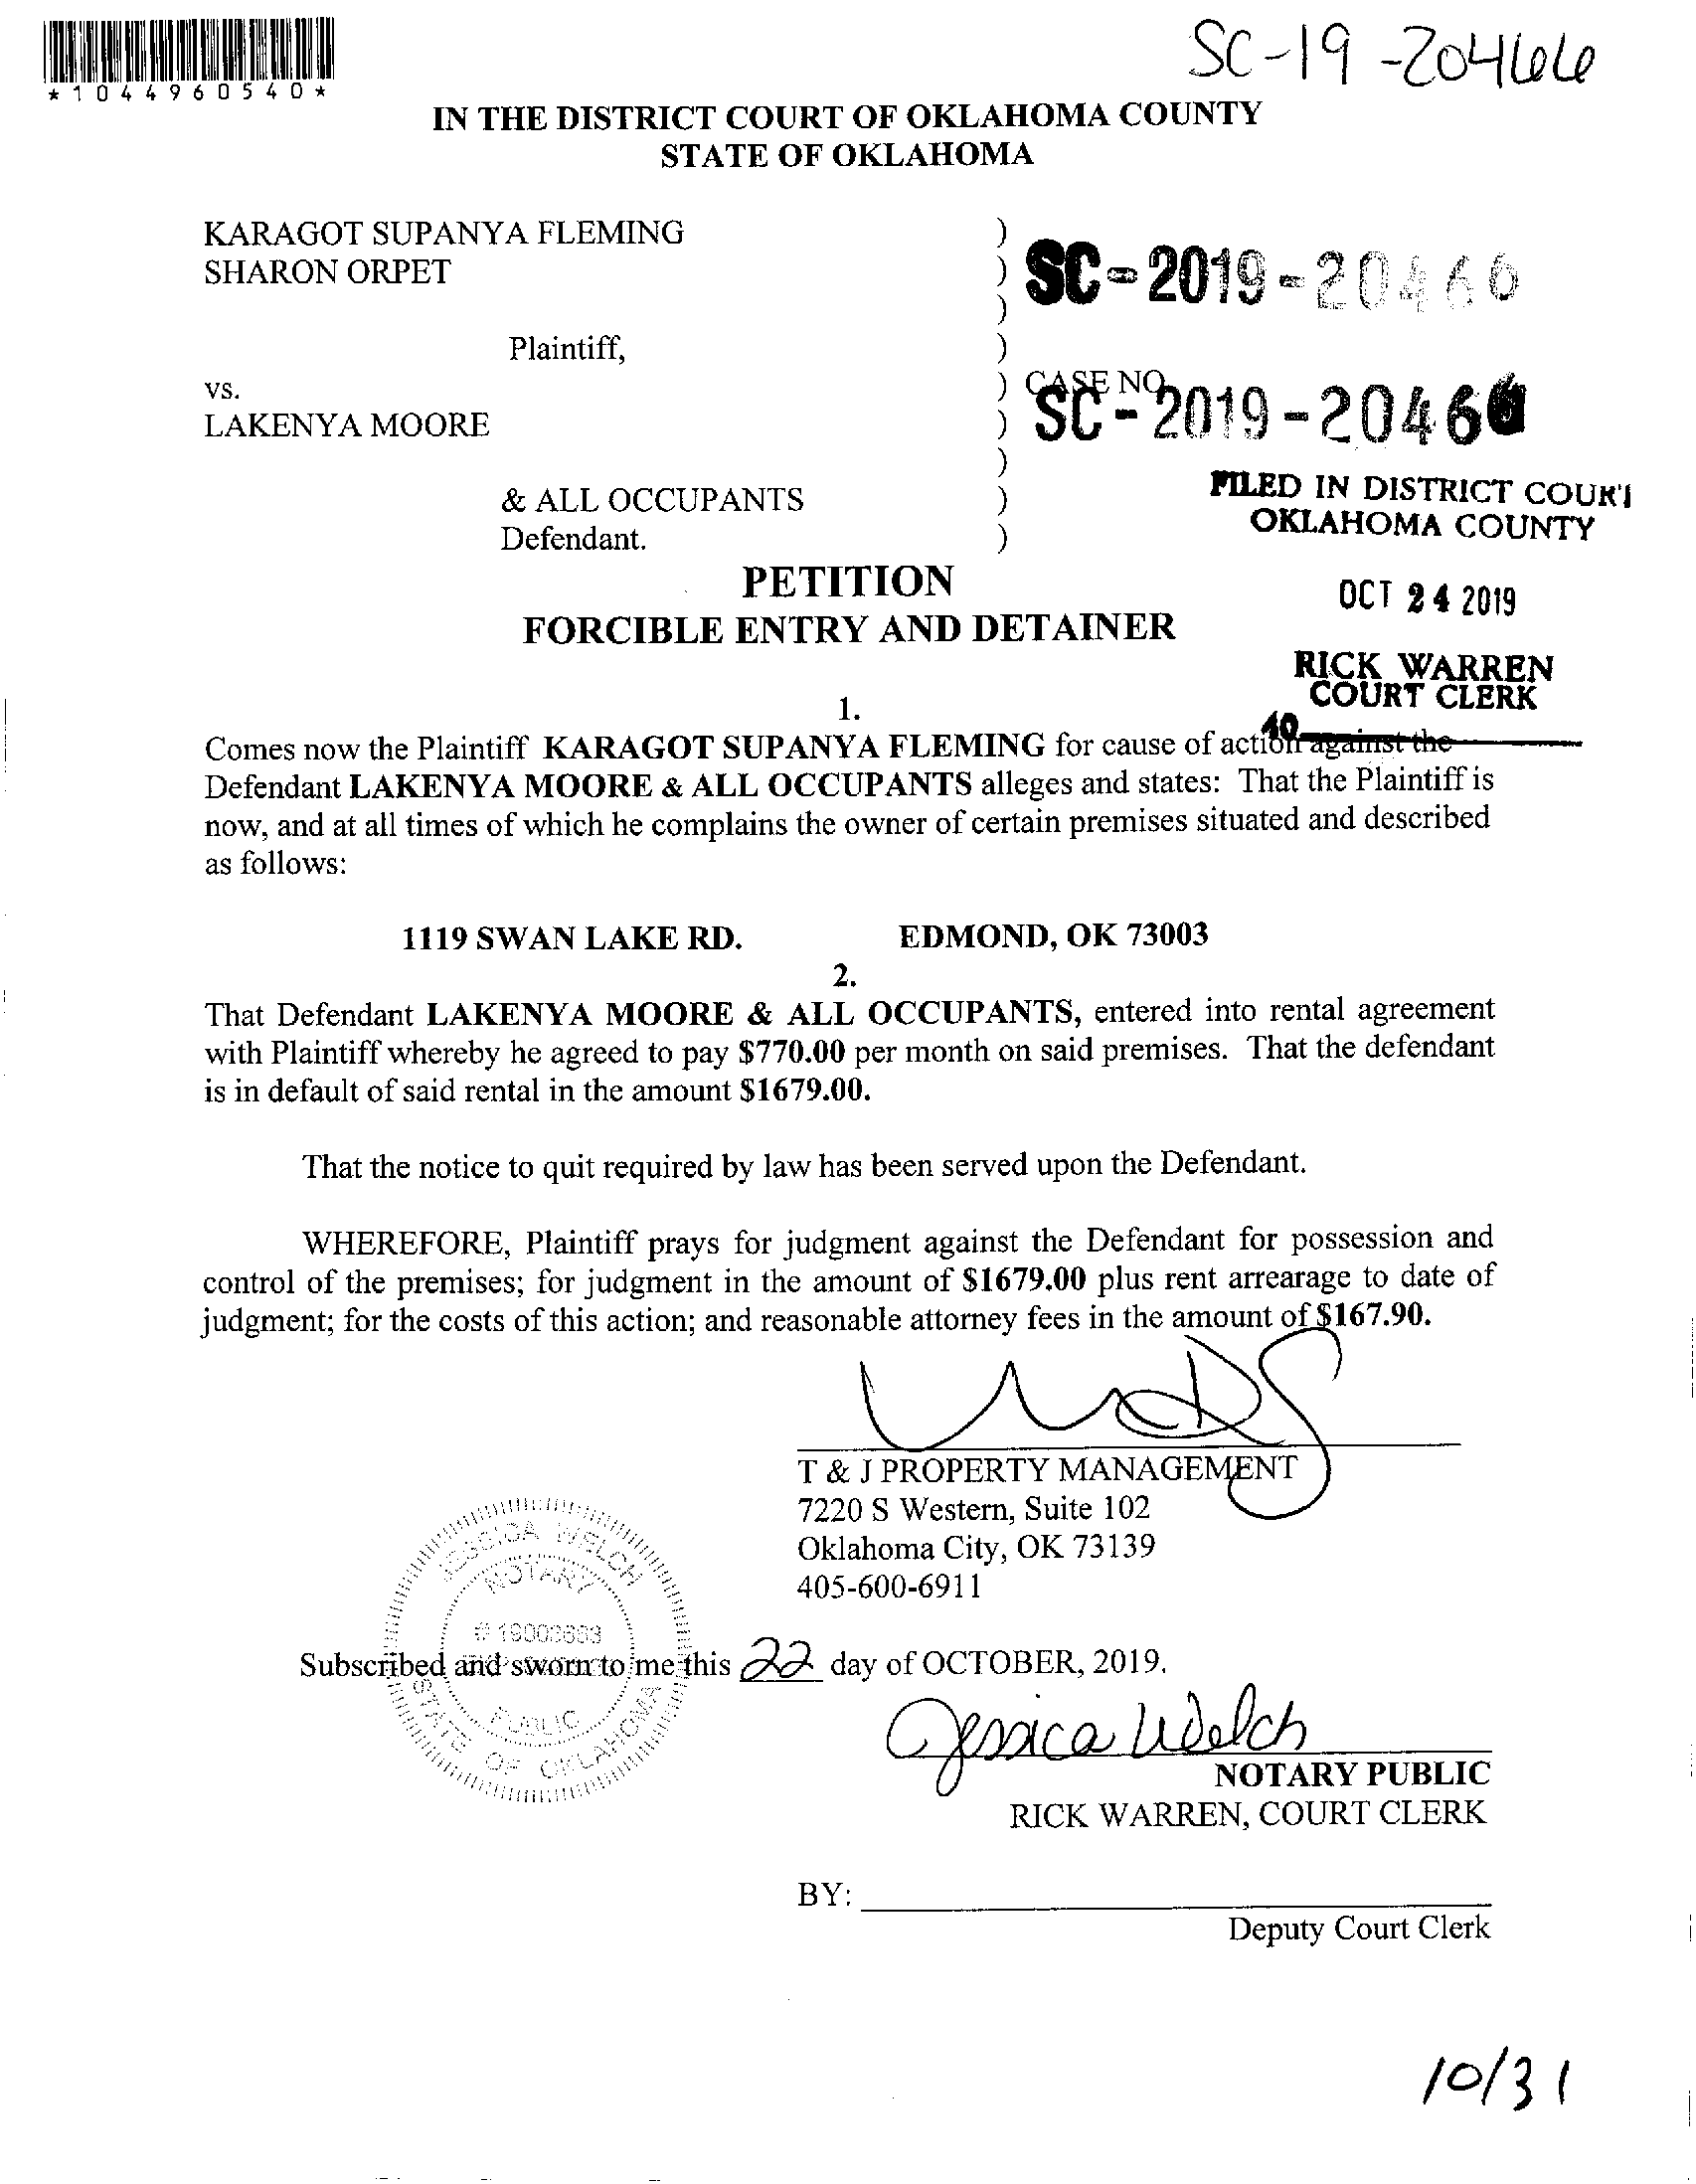 SC-19-20466
*1044960540*
IN THE DISTRICT COURT OF OKLAHOMA COUNTY
STATE OF OKLAHOMA
KARAGOT SUPANYA FLEMING )
SHARON ORPET )
)
SC-2019-20466
Plaintiff, )
vs. ) CASE NO
LAKENYA MOORE )
SC-2019-20466
)
& ALL OCCUPANTS )
Defendant. )
FILED IN DISTRICT COURT
OKLAHOMA COUNTY
OCT 24 2019
RICK WARREN
COURT CLERK
40
PETITION
FORCIBLE ENTRY AND DETAINER
1.
Comes now the Plaintiff KARAGOT SUPANYA FLEMING for cause of action against the
Defendant LAKENYA MOORE & ALL OCCUPANTS alleges and states: That the Plaintiff is
now, and at all times of which he complains the owner of certain premises situated and described
as follows:
1119 SWAN LAKE RD. EDMOND, OK 73003
2.
That Defendant LAKENYA MOORE & ALL OCCUPANTS, entered into rental agreement
with Plaintiff whereby he agreed to pay $770.00 per month on said premises. That the defendant
is in default of said rental in the amount $1679.00.
That the notice to quit required by law has been served upon the Defendant.
WHEREFORE, Plaintiff prays for judgment against the Defendant for possession and
control of the premises; for judgment in the amount of $1679.00 plus rent arrearage to date of
judgment; for the costs of this action; and reasonable attorney fees in the amount of $167.90.
T & J PROPERTY MANAGEMENT
7220 S Western, Suite 102
Oklahoma City, OK 73139
405-600-6911
JESSICA WELCH
NOTARY
PUBLIC
STATE OF OKLAHOMA
Subscribed and sworn to me this 22 day of OCTOBER, 2019.
Jessica Welch
NOTARY PUBLIC
RICK WARREN, COURT CLERK
BY:
Deputy Court Clerk
10/31